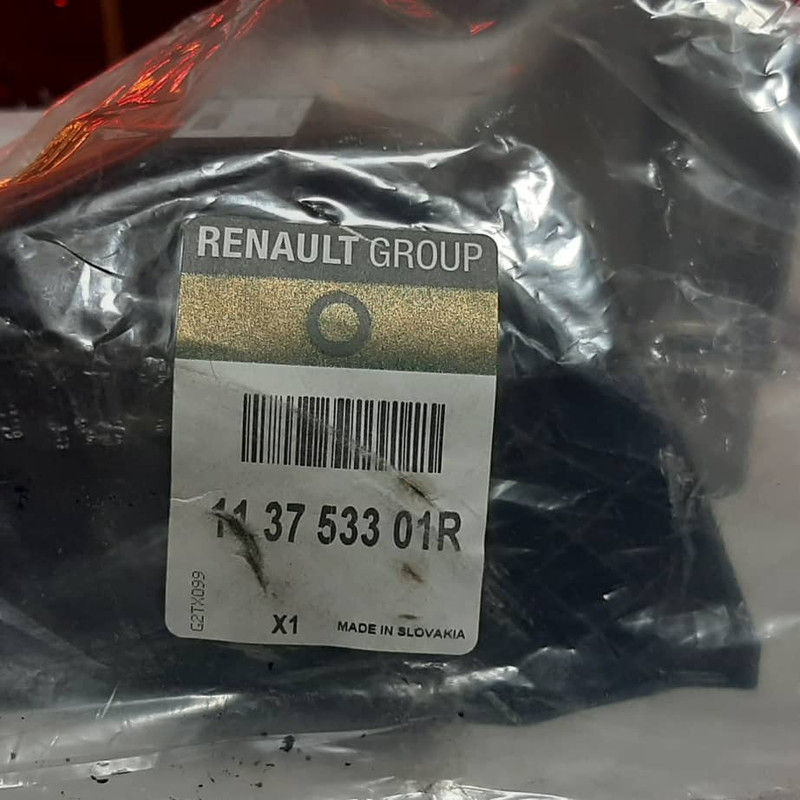 RENAULT GROUP
11 37 533 01R
G2TX099
X1
MADE IN SLOVAKIA